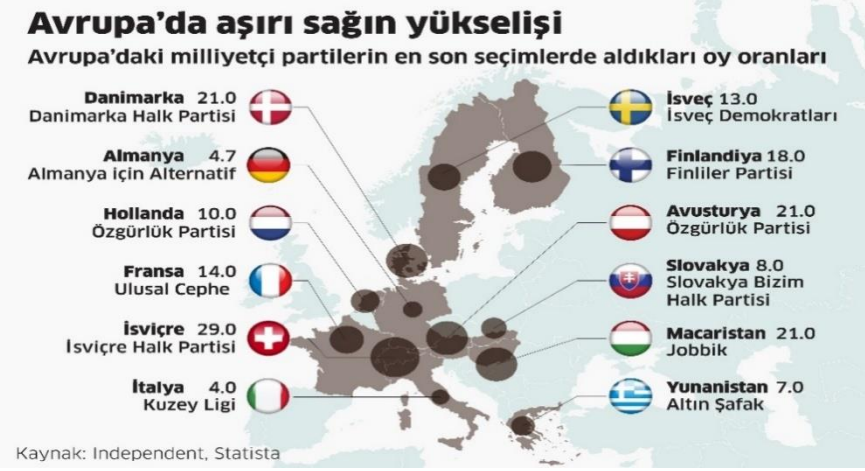 Avrupa'da aşırı sağın yükselişi
Avrupa'daki milliyetçi partilerin en son seçimlerde aldıkları oy oranları
Danimarka 21.0
Danimarka Halk Partisi
Almanya 4.7
Almanya için Alternatif
Hollanda 10.0
Özgürlük Partisi
Fransa 14.0
Ulusal Cephe
İsviçre 29.0
İsviçre Halk Partisi
İtalya 4.0
Kuzey Ligi
İsveç 13.0
İsveç Demokratları
Finlandiya 18.0
Finliler Partisi
Avusturya 21.0
Özgürlük Partisi
Slovakya 8.0
Slovakya Bizim
Halk Partisi
Macaristan 21.0
Jobbik
Yunanistan 7.0
Altın Şafak
Kaynak: Independent, Statista